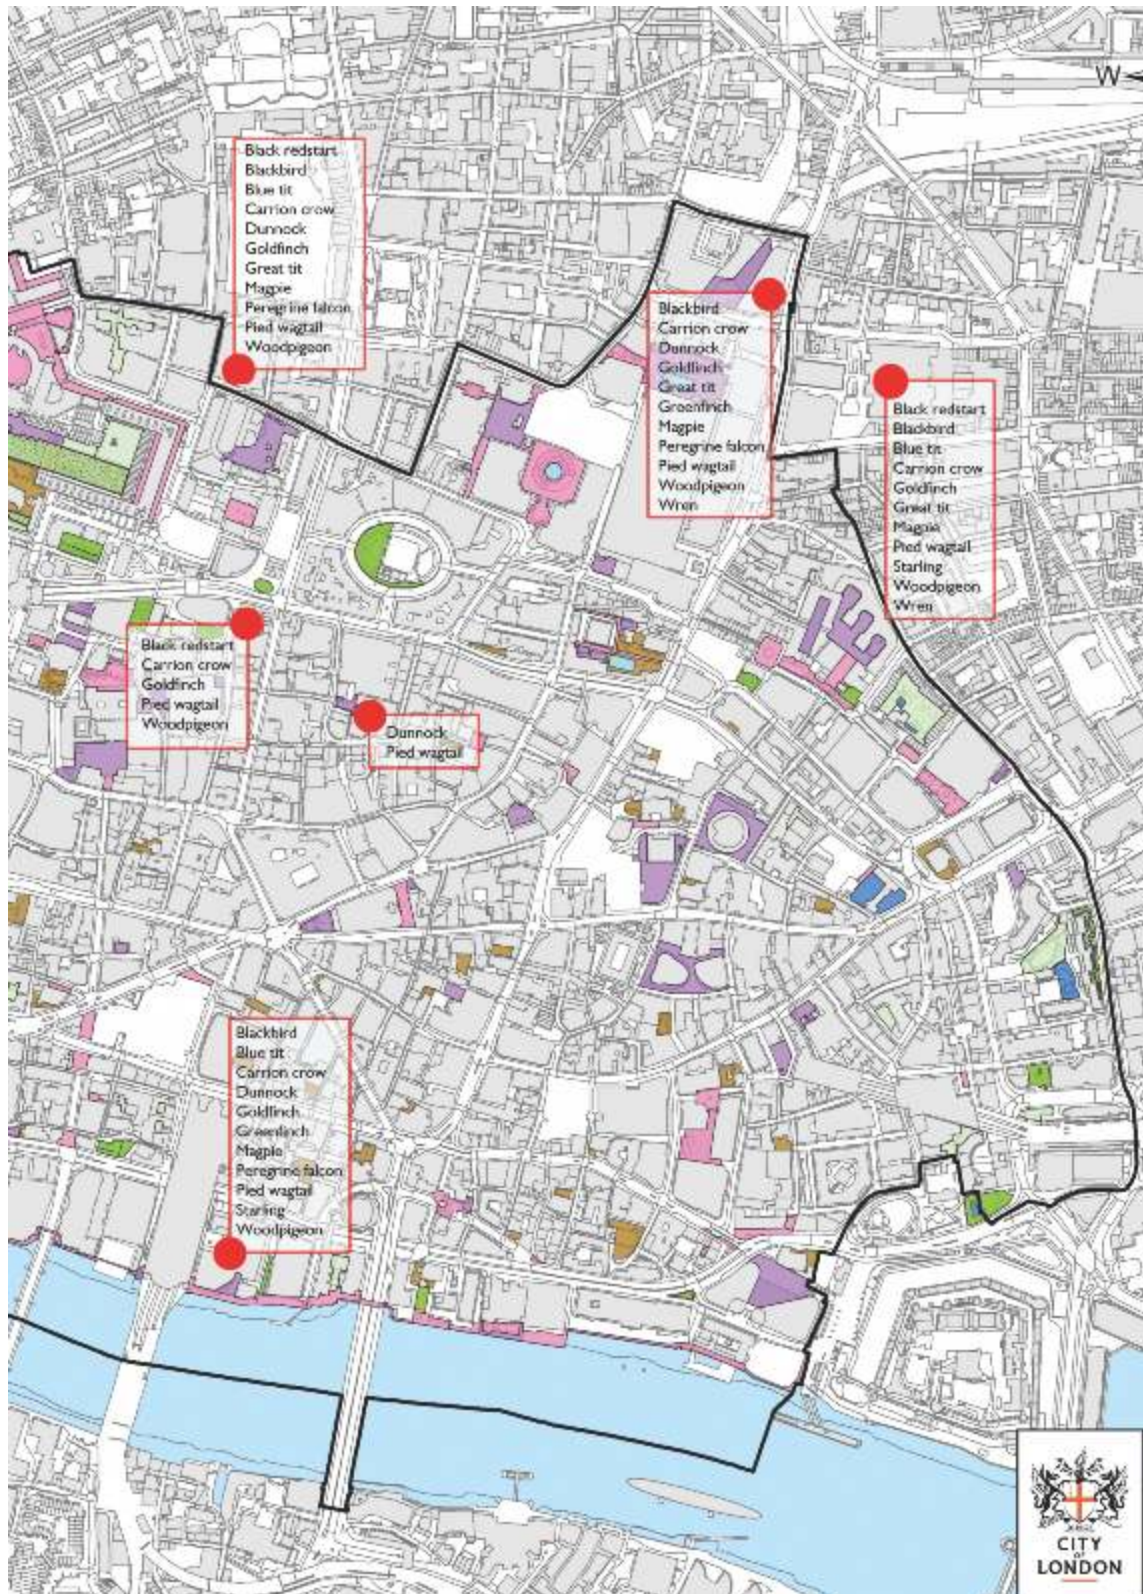 W
Black redstart
Blackbird
Blue tit
Carrion crow
Dunnock
Goldfinch
Great tit
Magpie
Peregrine falcon
Pied wagtail
Woodpigeon
Blackbird
Carrion crow
Dunnock
Goldfinch
Great tit
Greenfinch
Magpie
Peregrine falcon
Pied wagtail
Woodpigeon
Wren
Black redstart
Blackbird
Blue tit
Carrion crow
Goldfinch
Great tit
Magpie
Pied wagtail
Starling
Woodpigeon
Wren
Black redstart
Carrion crow
Goldfinch
Pied wagtail
Woodpigeon
Dunnock
Pied wagtail
Blackbird
Blue tit
Carrion crow
Dunnock
Goldfinch
Greenfinch
Magpie
Peregrine falcon
Pied wagtail
Starling
Woodpigeon
CITY
OF
LONDON